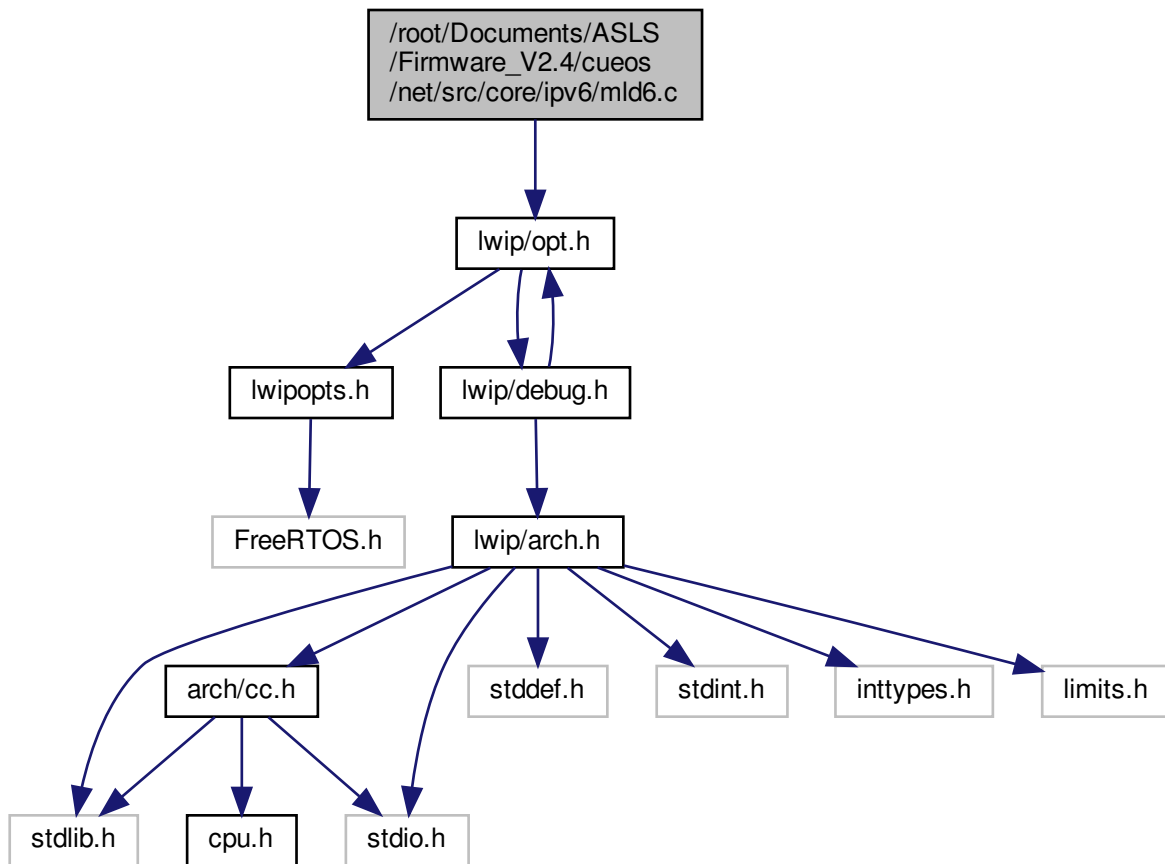 /root/Documents/ASLS
/Firmware_V2.4/cueos
/net/src/core/ipv6/mld6.c
lwip/opt.h
lwipopts.h
lwip/debug.h
FreeRTOS.h
lwip/arch.h
arch/cc.h
stddef.h
stdint.h
inttypes.h
limits.h
stdlib.h
cpu.h
stdio.h